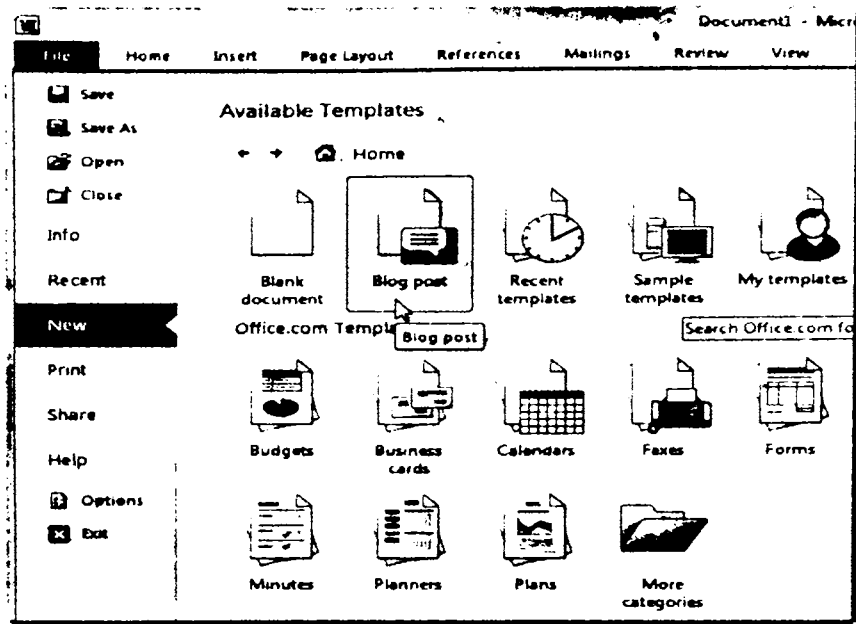 Document1 - Micro
File Home Insert Page Layout References Mailings Review View
Save
Save As
Open
Close
Info
Recent
New
Print
Share
Help
Options
Exit
Available Templates
Home
Blank document
Blog post
Recent templates
Sample templates
My templates
Office.com Templ
Blog post
Search Office.com fo
Budgets
Business cards
Calendars
Faxes
Forms
Minutes
Planners
Plans
More categories